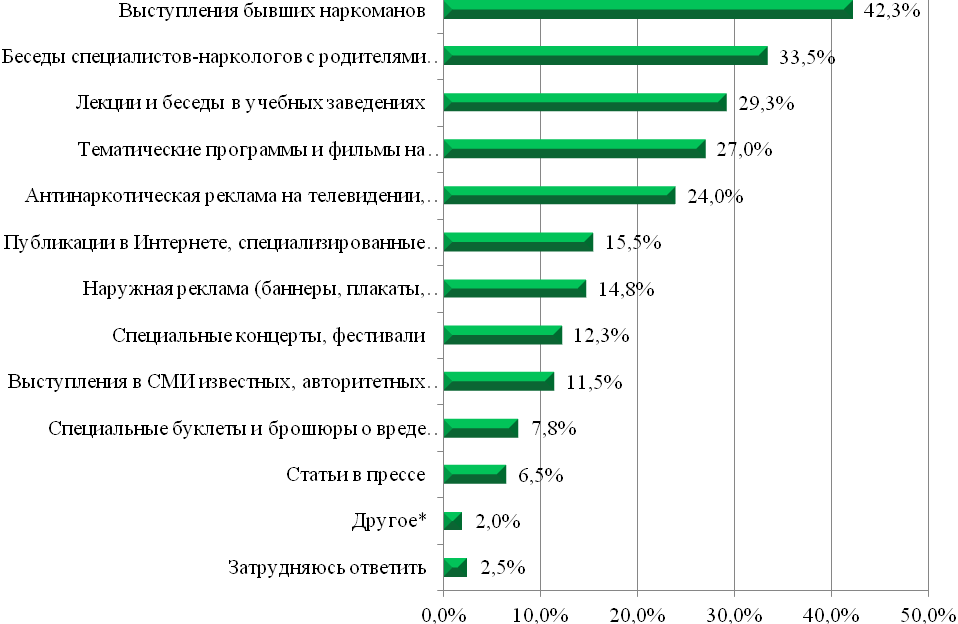 Выступления бывших наркоманов 42,3%
Беседы специалистов-наркологов с родителями.. 33,5%
Лекции и беседы в учебных заведениях 29,3%
Тематические программы и фильмы на.. 27,0%
Антинаркотическая реклама на телевидении,.. 24,0%
Публикации в Интернете, специализированные.. 15,5%
Наружная реклама (баннеры, плакаты,.. 14,8%
Специальные концерты, фестивали 12,3%
Выступления в СМИ известных, авторитетных.. 11,5%
Специальные буклеты и брошюры о вреде.. 7,8%
Статьи в прессе 6,5%
Другое* 2,0%
Затрудняюсь ответить 2,5%
0,0% 10,0% 20,0% 30,0% 40,0% 50,0%